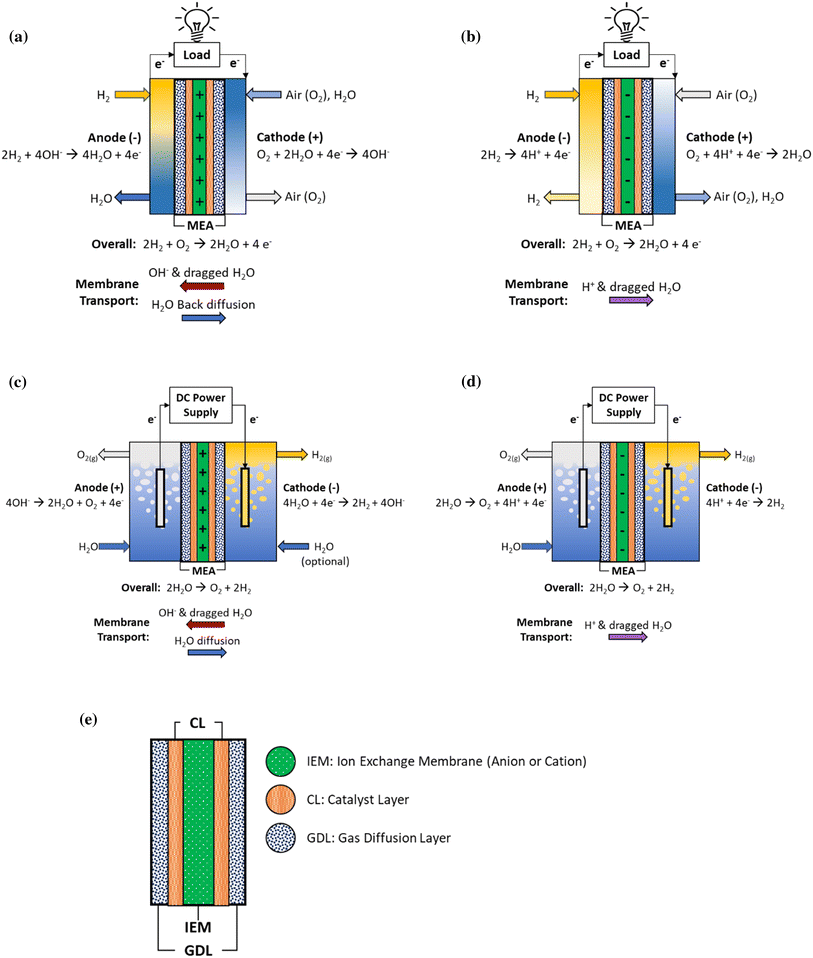 (a)
Load
e-
e-
H2
Air (O2), H2O
Anode (-)
Cathode (+)
2H2 + 4OH- → 4H2O + 4e-
O2 + 2H2O + 4e- → 4OH-
H2O
Air (O2)
+
+
+
+
+
+
MEA
Overall: 2H2 + O2 → 2H2O + 4 e-
OH- & dragged H2O
Membrane
Transport:
H2O Back diffusion
(b)
Load
e-
e-
H2
Air (O2)
Anode (-)
Cathode (+)
2H2 → 4H+ + 4e-
O2 + 4H+ + 4e- → 2H2O
H2
Air (O2), H2O
-
-
-
-
-
-
MEA
Overall: 2H2 + O2 → 2H2O + 4 e-
Membrane
Transport:
H+ & dragged H2O
(c)
DC Power
Supply
e-
e-
O2(g)
H2(g)
Anode (+)
Cathode (-)
4OH- → 2H2O + O2 + 4e-
4H2O + 4e- → 2H2 + 4OH-
H2O
H2O
(optional)
+
+
+
+
+
+
MEA
Overall: 2H2O → O2 + 2H2
OH- & dragged H2O
Membrane
Transport:
H2O diffusion
(d)
DC Power
Supply
e-
e-
O2(g)
H2(g)
Anode (+)
Cathode (-)
2H2O → O2 + 4H+ + 4e-
4H+ + 4e- → 2H2
H2O
-
-
-
-
-
-
MEA
Overall: 2H2O → O2 + 2H2
Membrane
Transport:
H+ & dragged H2O
(e)
CL
IEM: Ion Exchange Membrane (Anion or Cation)
CL: Catalyst Layer
GDL: Gas Diffusion Layer
IEM
GDL